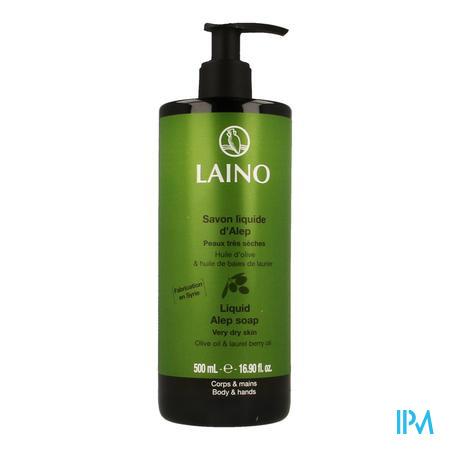 LAINO
Savon liquide
d'Alep
Peaux très sèches
Huile d'olive
& huile de baies de laurier
Fabrication
en Syrie
Liquid
Alep soap
Very dry skin
Olive oil & laurel berry oil
500 mL - ℮ - 16.90 fl. oz.
Corps & mains
Body & hands
IPM